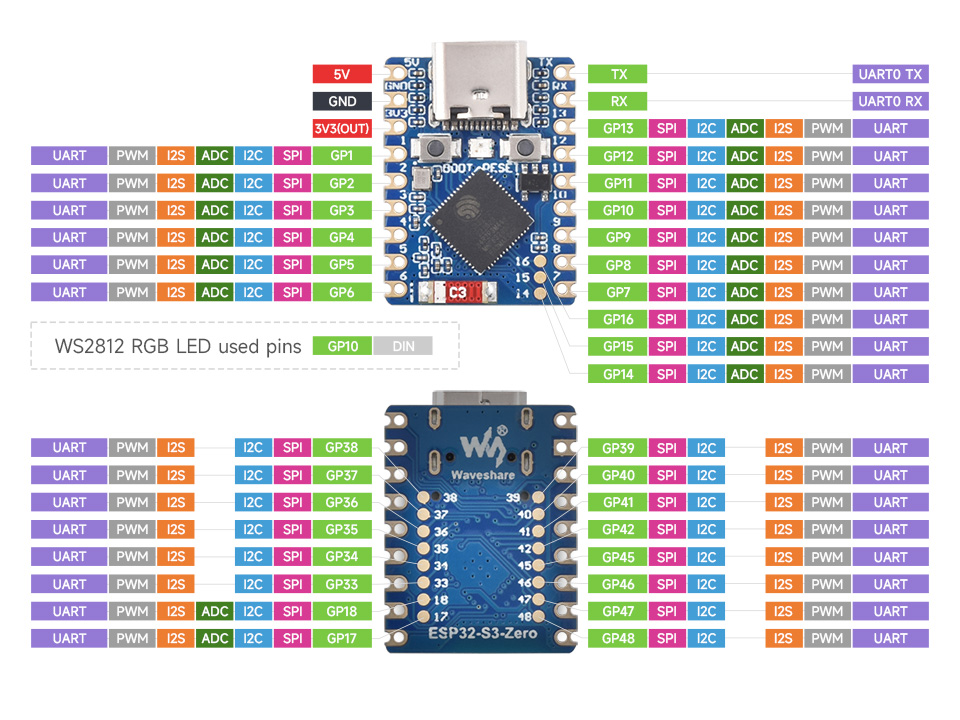 5V
TX
5V
TX
UART0 TX
GND
GND
RX
RX
UART0 RX
3V3(OUT)
3V3
13
GP13 SPI I2C ADC I2S PWM UART
UART PWM I2S ADC I2C SPI GP1
1
12
GP12 SPI I2C ADC I2S PWM UART
BOOT RESET
UART PWM I2S ADC I2C SPI GP2
2
11
GP11 SPI I2C ADC I2S PWM UART
UART PWM I2S ADC I2C SPI GP3
3
10
GP10 SPI I2C ADC I2S PWM UART
UART PWM I2S ADC I2C SPI GP4
4
9
GP9 SPI I2C ADC I2S PWM UART
UART PWM I2S ADC I2C SPI GP5
5
8
GP8 SPI I2C ADC I2S PWM UART
UART PWM I2S ADC I2C SPI GP6
6
7
GP7 SPI I2C ADC I2S PWM UART
16
15
14
C3
GP16 SPI I2C ADC I2S PWM UART
GP15 SPI I2C ADC I2S PWM UART
GP14 SPI I2C ADC I2S PWM UART
WS2812 RGB LED used pins GP10 DIN
Waveshare
UART PWM I2S I2C SPI GP38
38
39
GP39 SPI I2C I2S PWM UART
UART PWM I2S I2C SPI GP37
37
40
GP40 SPI I2C I2S PWM UART
UART PWM I2S I2C SPI GP36
36
41
GP41 SPI I2C I2S PWM UART
UART PWM I2S I2C SPI GP35
35
42
GP42 SPI I2C I2S PWM UART
UART PWM I2S I2C SPI GP34
34
45
GP45 SPI I2C I2S PWM UART
UART PWM I2S I2C SPI GP33
33
46
GP46 SPI I2C I2S PWM UART
UART PWM I2S ADC I2C SPI GP18
18
47
GP47 SPI I2C I2S PWM UART
UART PWM I2S ADC I2C SPI GP17
17
48
GP48 SPI I2C I2S PWM UART
ESP32-S3-Zero